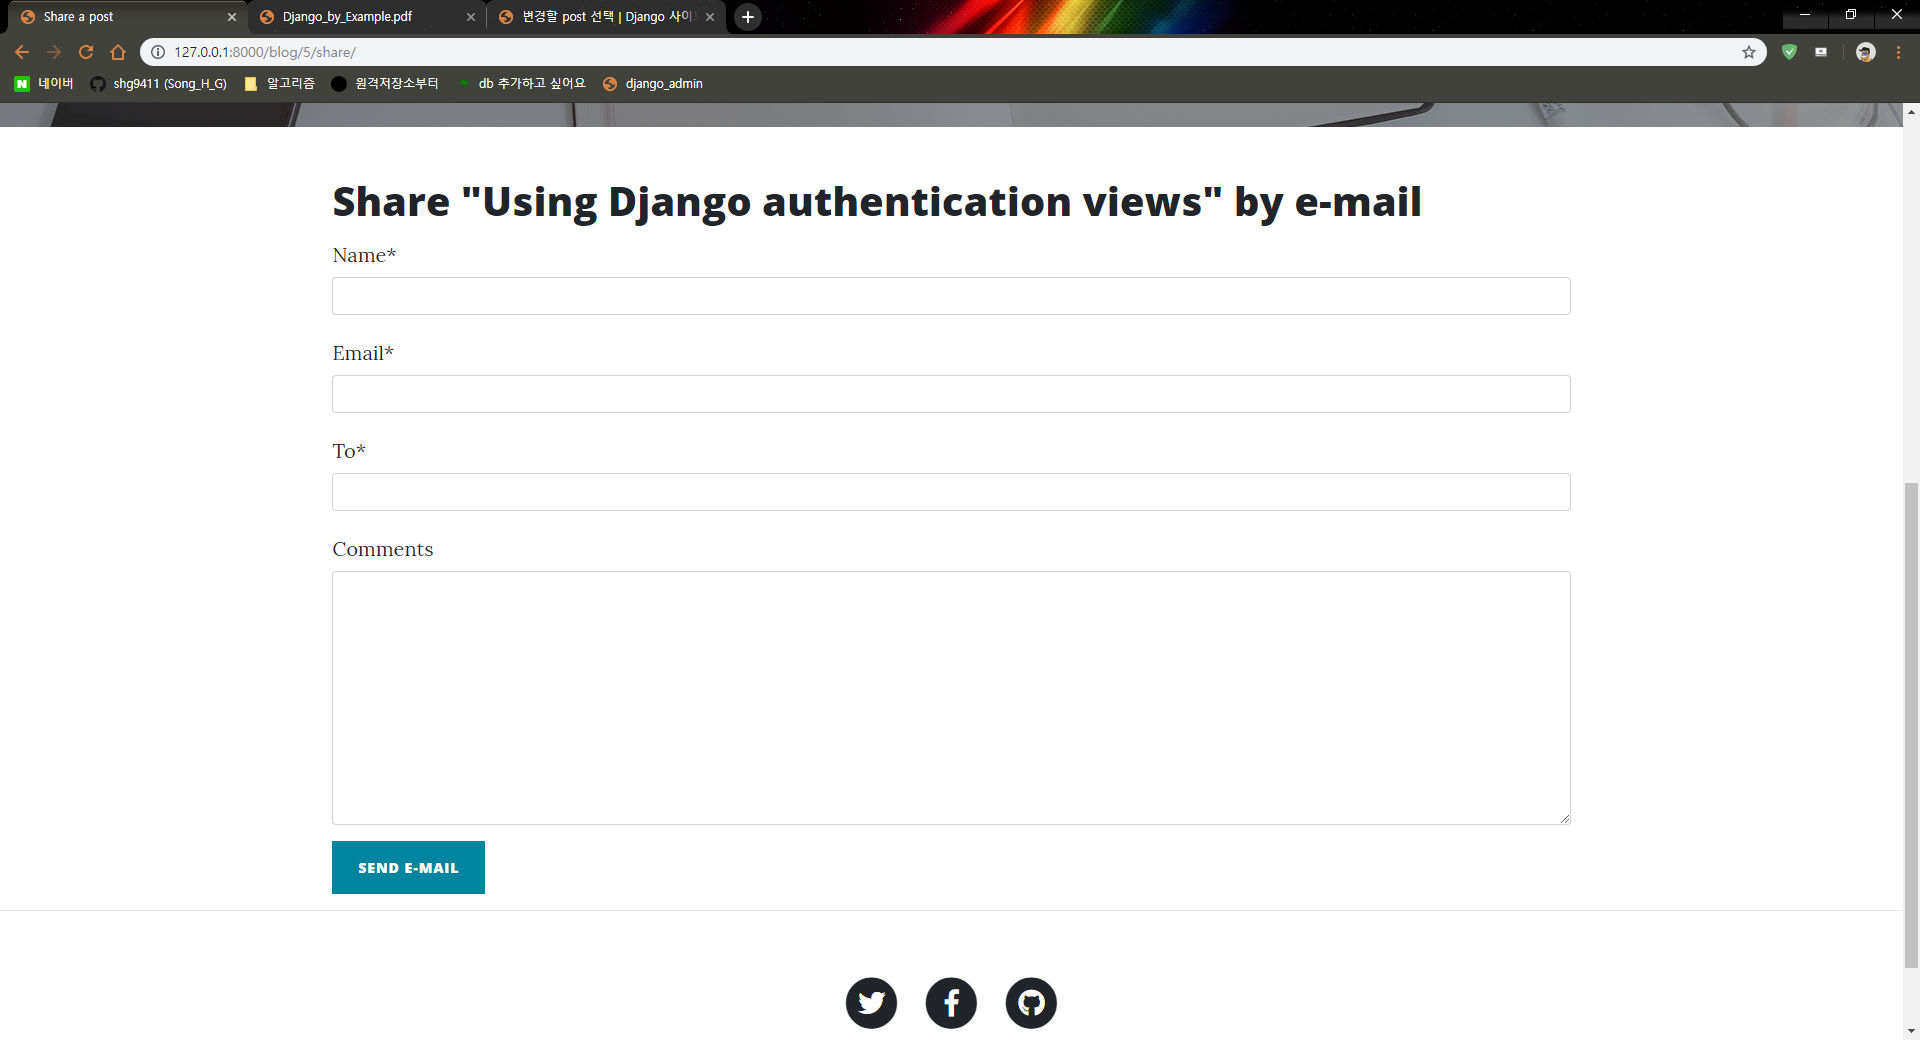 Share a post
Django_by_Example.pdf
변경할 post 선택 | Django 사이
127.0.0.1:8000/blog/5/share/
N 네이버 shg9411 (Song_H_G) 알고리즘 원격저장소부터 db 추가하고 싶어요 django_admin
Share "Using Django authentication views" by e-mail
Name*
Email*
To*
Comments
SEND E-MAIL